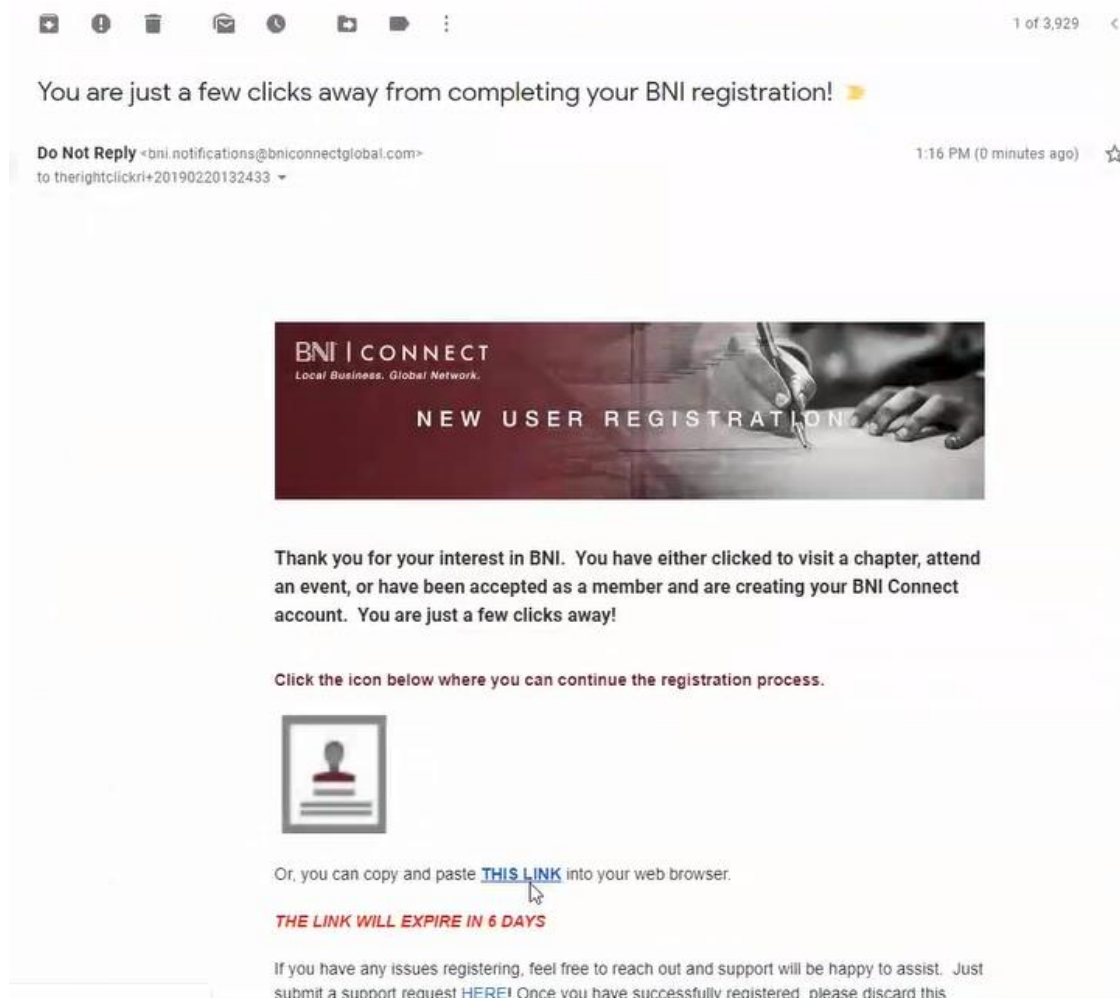 1 of 3,929
You are just a few clicks away from completing your BNI registration!
Do Not Reply <bni.notifications@bniconnectglobal.com>
1:16 PM (0 minutes ago)
to therightclickri+20190220132433
BNI | CONNECT
Local Business. Global Network.
NEW USER REGISTRATION
Thank you for your interest in BNI. You have either clicked to visit a chapter, attend
an event, or have been accepted as a member and are creating your BNI Connect
account. You are just a few clicks away!
Click the icon below where you can continue the registration process.
Or, you can copy and paste THIS LINK into your web browser.
THE LINK WILL EXPIRE IN 6 DAYS
If you have any issues registering, feel free to reach out and support will be happy to assist. Just
submit a support request HERE! Once you have successfully registered, please discard this